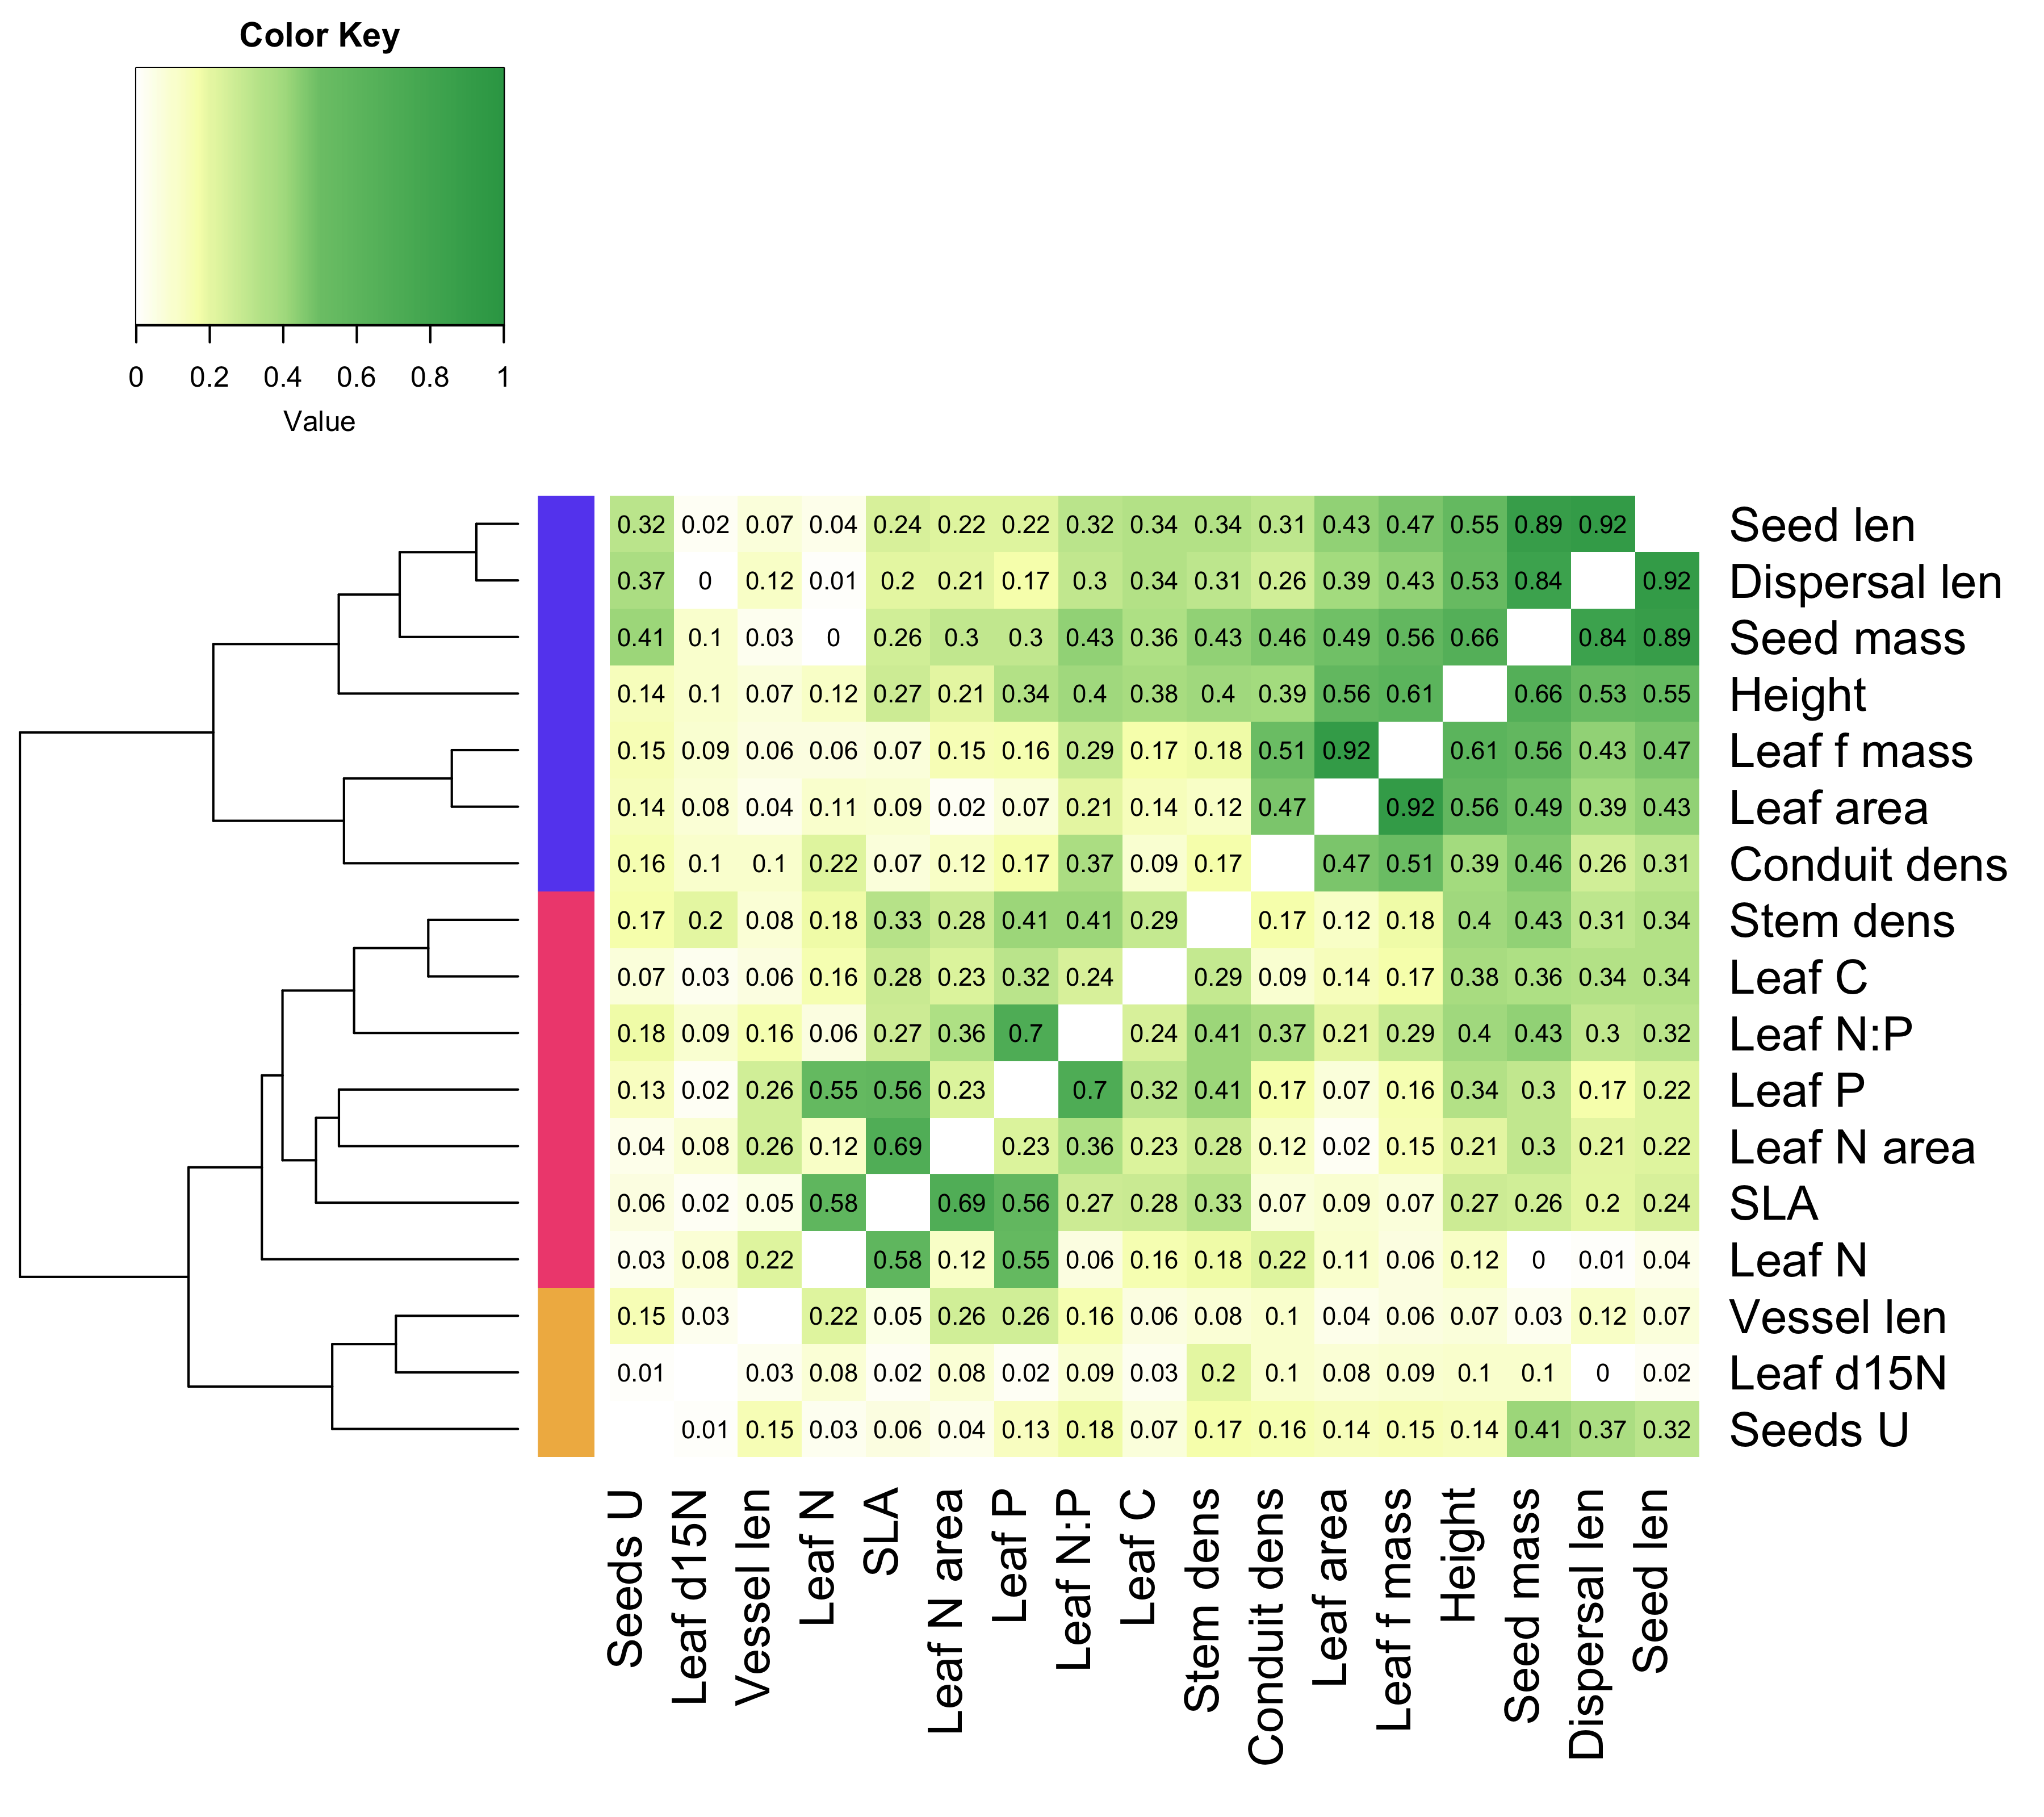 Color Key
0 0.2 0.4 0.6 0.8 1
Value
0.32 0.02 0.07 0.04 0.24 0.22 0.22 0.32 0.34 0.34 0.31 0.43 0.47 0.55 0.89 0.92 Seed len
0.37 0 0.12 0.01 0.2 0.21 0.17 0.3 0.34 0.31 0.26 0.39 0.43 0.53 0.84 0.92 Dispersal len
0.41 0.1 0.03 0 0.26 0.3 0.3 0.43 0.36 0.43 0.46 0.49 0.56 0.66 0.84 0.89 Seed mass
0.14 0.1 0.07 0.12 0.27 0.21 0.34 0.4 0.38 0.4 0.39 0.56 0.61 0.66 0.53 0.55 Height
0.15 0.09 0.06 0.06 0.07 0.15 0.16 0.29 0.17 0.18 0.51 0.92 0.61 0.56 0.43 0.47 Leaf f mass
0.14 0.08 0.04 0.11 0.09 0.02 0.07 0.21 0.14 0.12 0.47 0.92 0.56 0.49 0.39 0.43 Leaf area
0.16 0.1 0.1 0.22 0.07 0.12 0.17 0.37 0.09 0.17 0.47 0.51 0.39 0.46 0.26 0.31 Conduit dens
0.17 0.2 0.08 0.18 0.33 0.28 0.41 0.41 0.29 0.17 0.12 0.18 0.4 0.43 0.31 0.34 Stem dens
0.07 0.03 0.06 0.16 0.28 0.23 0.32 0.24 0.29 0.09 0.14 0.17 0.38 0.36 0.34 0.34 Leaf C
0.18 0.09 0.16 0.06 0.27 0.36 0.7 0.24 0.41 0.37 0.21 0.29 0.4 0.43 0.3 0.32 Leaf N:P
0.13 0.02 0.26 0.55 0.56 0.23 0.7 0.32 0.41 0.17 0.07 0.16 0.34 0.3 0.17 0.22 Leaf P
0.04 0.08 0.26 0.12 0.69 0.23 0.36 0.23 0.28 0.12 0.02 0.15 0.21 0.3 0.21 0.22 Leaf N area
0.06 0.02 0.05 0.58 0.69 0.56 0.27 0.28 0.33 0.07 0.09 0.07 0.27 0.26 0.2 0.24 SLA
0.03 0.08 0.22 0.58 0.12 0.55 0.06 0.16 0.18 0.22 0.11 0.06 0.12 0 0.01 0.04 Leaf N
0.15 0.03 0.22 0.05 0.26 0.26 0.16 0.06 0.08 0.1 0.04 0.06 0.07 0.03 0.12 0.07 Vessel len
0.01 0.03 0.08 0.02 0.08 0.02 0.09 0.03 0.2 0.1 0.08 0.09 0.1 0.1 0 0.02 Leaf d15N
0.01 0.15 0.03 0.06 0.04 0.13 0.18 0.07 0.17 0.16 0.14 0.15 0.14 0.41 0.37 0.32 Seeds U
Seeds U
Leaf d15N
Vessel len
Leaf N
SLA
Leaf N area
Leaf P
Leaf N:P
Leaf C
Stem dens
Conduit dens
Leaf area
Leaf f mass
Height
Seed mass
Dispersal len
Seed len